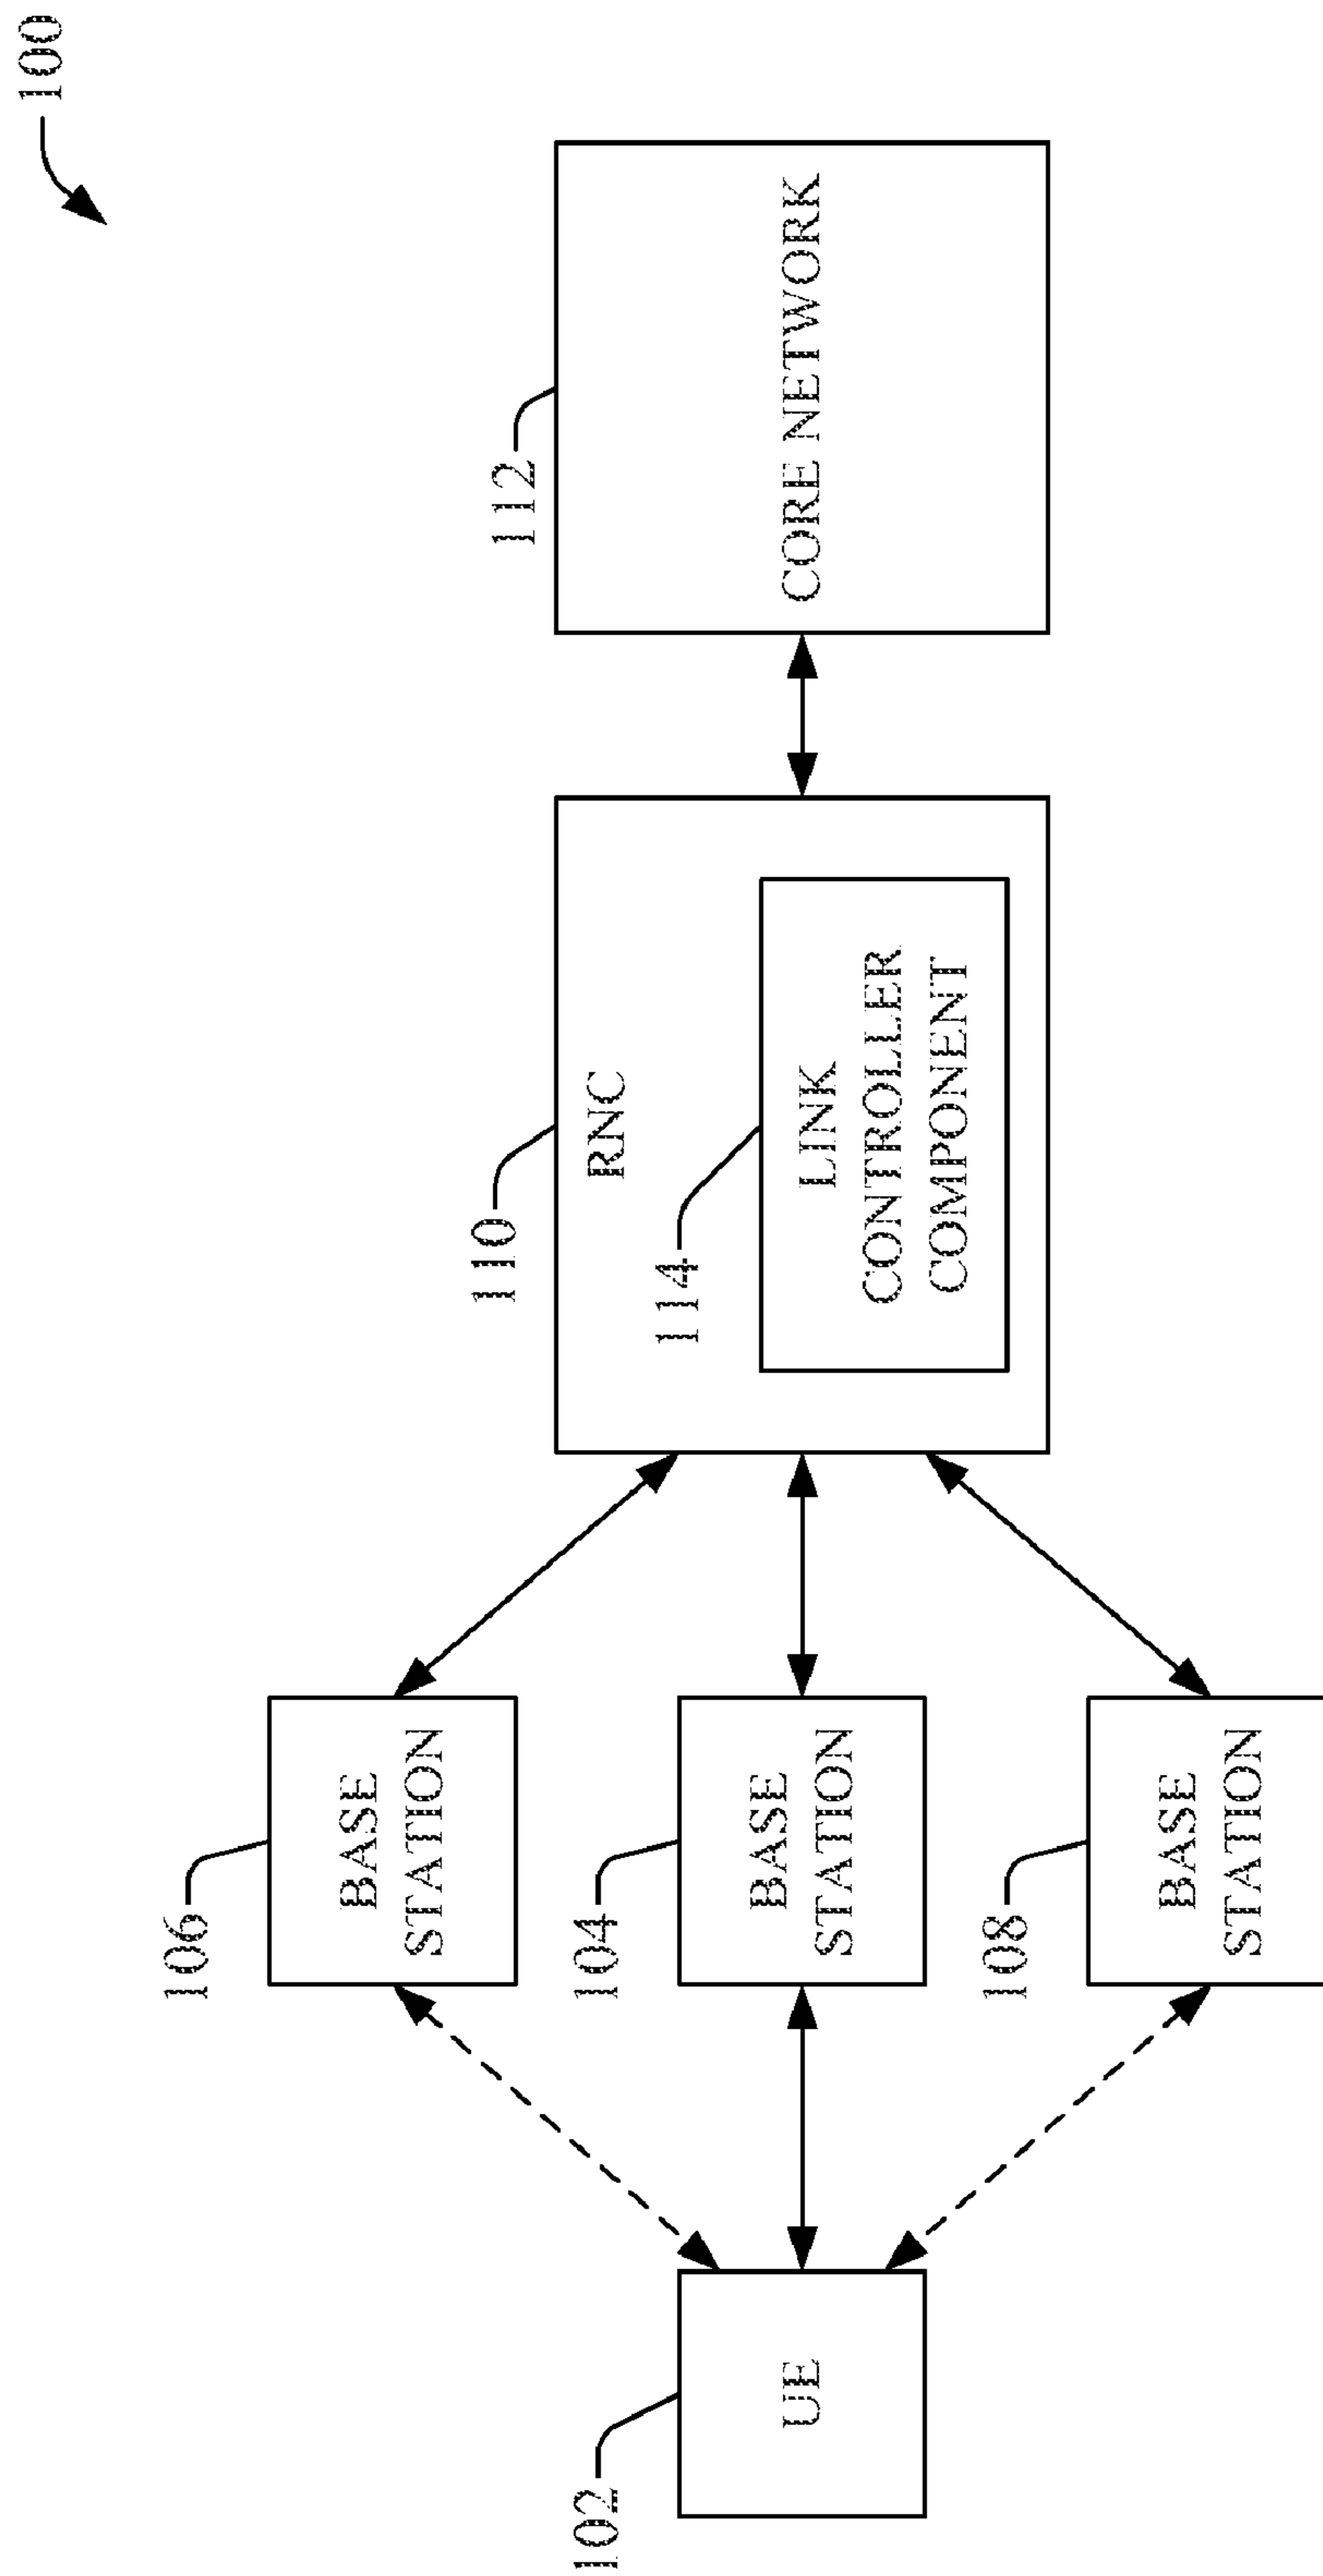 100
106
BASE
STATION
102
UE
104
BASE
STATION
108
BASE
STATION
110
RNC
114
LINK
CONTROLLER
COMPONENT
112
CORE NETWORK